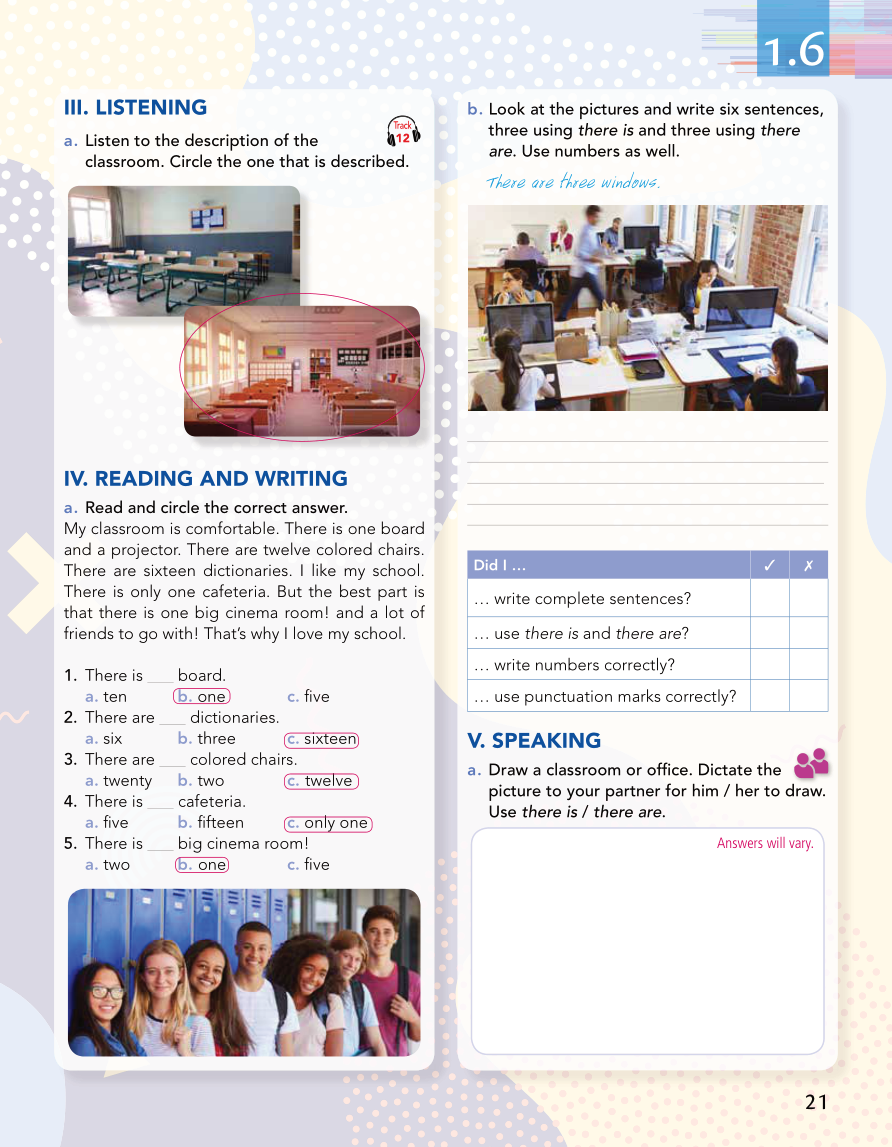 1.6
III. LISTENING
a. Listen to the description of the
classroom. Circle the one that is described.
Track
12
IV. READING AND WRITING
a. Read and circle the correct answer.
My classroom is comfortable. There is one board
and a projector. There are twelve colored chairs.
There are sixteen dictionaries. I like my school.
There is only one cafeteria. But the best part is
that there is one big cinema room! and a lot of
friends to go with! That's why I love my school.
1. There is ___ board.
a. ten b. one c. five
2. There are ___ dictionaries.
a. six b. three c. sixteen
3. There are ___ colored chairs.
a. twenty b. two c. twelve
4. There is ___ cafeteria.
a. five b. fifteen c. only one
5. There is ___ big cinema room!
a. two b. one c. five
b. Look at the pictures and write six sentences,
three using there is and three using there
are. Use numbers as well.
There are three windows.
Did I … ✓ ✗
… write complete sentences?
… use there is and there are?
… write numbers correctly?
… use punctuation marks correctly?
V. SPEAKING
a. Draw a classroom or office. Dictate the
picture to your partner for him / her to draw.
Use there is / there are.
Answers will vary.
21